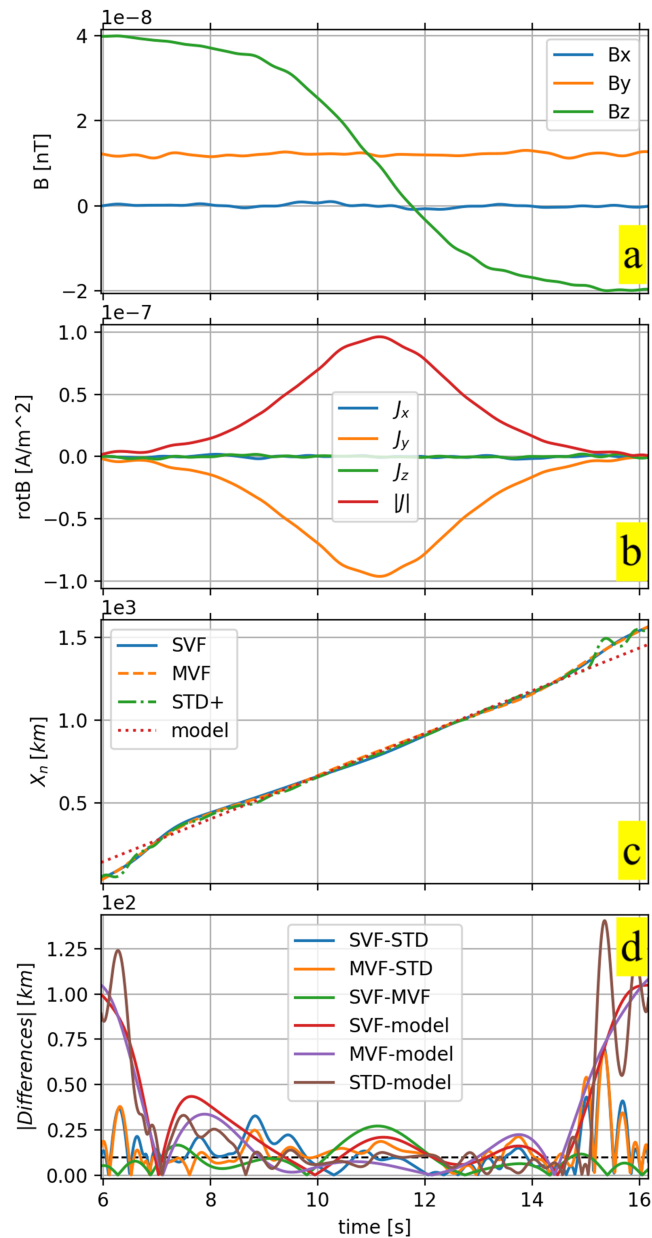 1e−8
B [nT]
4
2
0
−2
Bx
By
Bz
a
1e−7
rotB [A/m^2]
1.0
0.5
0.0
−0.5
−1.0
Jx
Jy
Jz
|J|
b
1e3
Xn [km]
1.5
1.0
0.5
SVF
MVF
STD+
model
c
1e2
|Differences| [km]
1.25
1.00
0.75
0.50
0.25
0.00
SVF-STD
MVF-STD
SVF-MVF
SVF-model
MVF-model
STD-model
d
6 8 10 12 14 16
time [s]